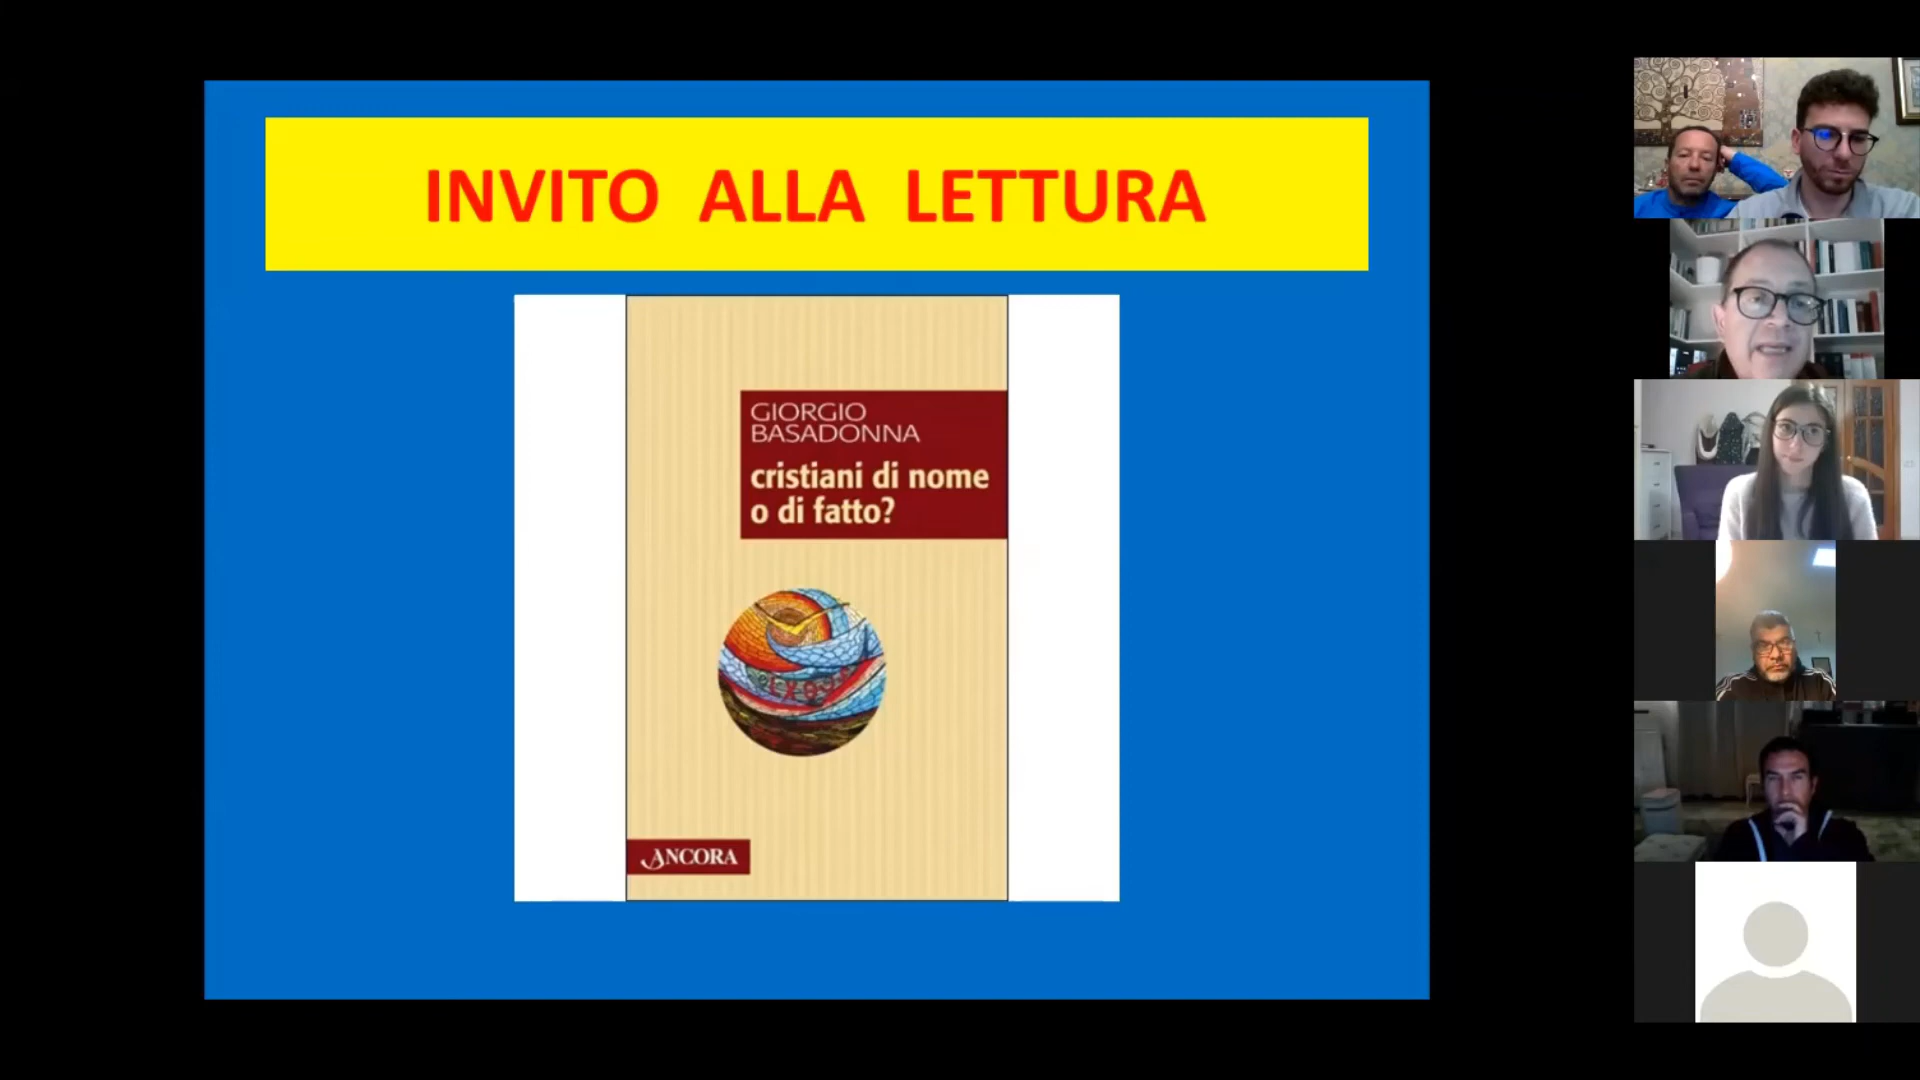 INVITO ALLA LETTURA
GIORGIO
BASADONNA
cristiani di nome
o di fatto?
ANCORA